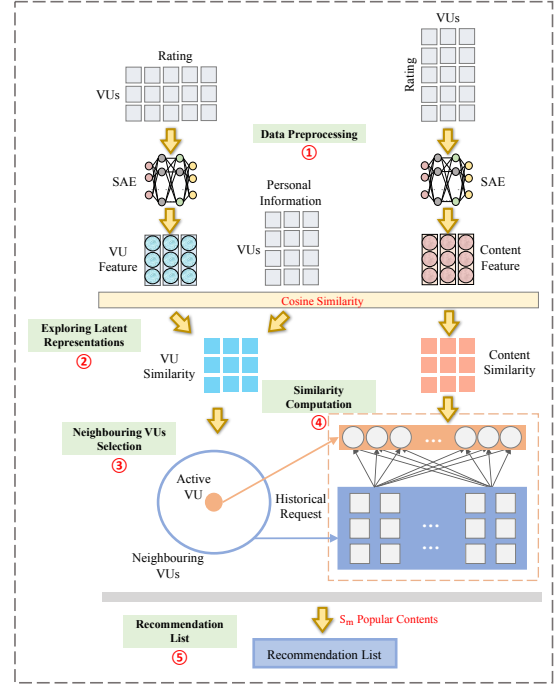 VUs
Rating
Rating
VUs
Data Preprocessing
①
SAE
SAE
Personal
Information
VUs
VU
Feature
Content
Feature
Cosine Similarity
Exploring Latent
Representations
②
VU
Similarity
Content
Similarity
Similarity
Computation
④
Neighbouring VUs
Selection
③
...
Active
VU
Historical
Request
...
...
Neighbouring
VUs
Recommendation
List
⑤
Sm Popular Contents
Recommendation List